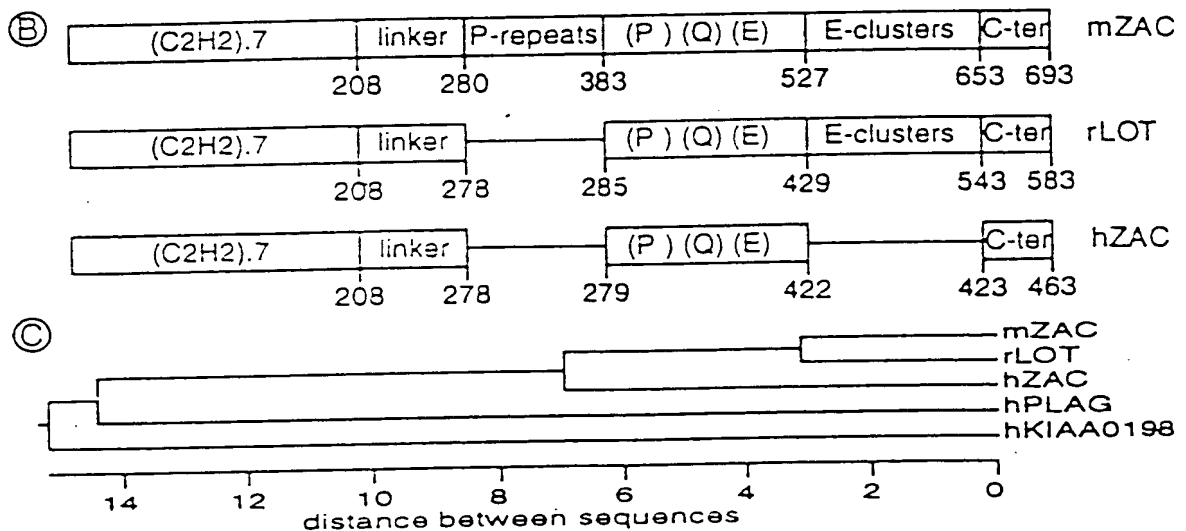 B
(C2H2).7 linker P-repeats (P ) (Q) (E) E-clusters C-ter mZAC
208 280 383 527 653 693
(C2H2).7 linker (P ) (Q) (E) E-clusters C-ter rLOT
208 278 285 429 543 583
(C2H2).7 linker (P ) (Q) (E) C-ter hZAC
208 278 279 422 423 463
C
mZAC
rLOT
hZAC
hPLAG
hKIAA0198
14 12 10 8 6 4 2 0
distance between sequences